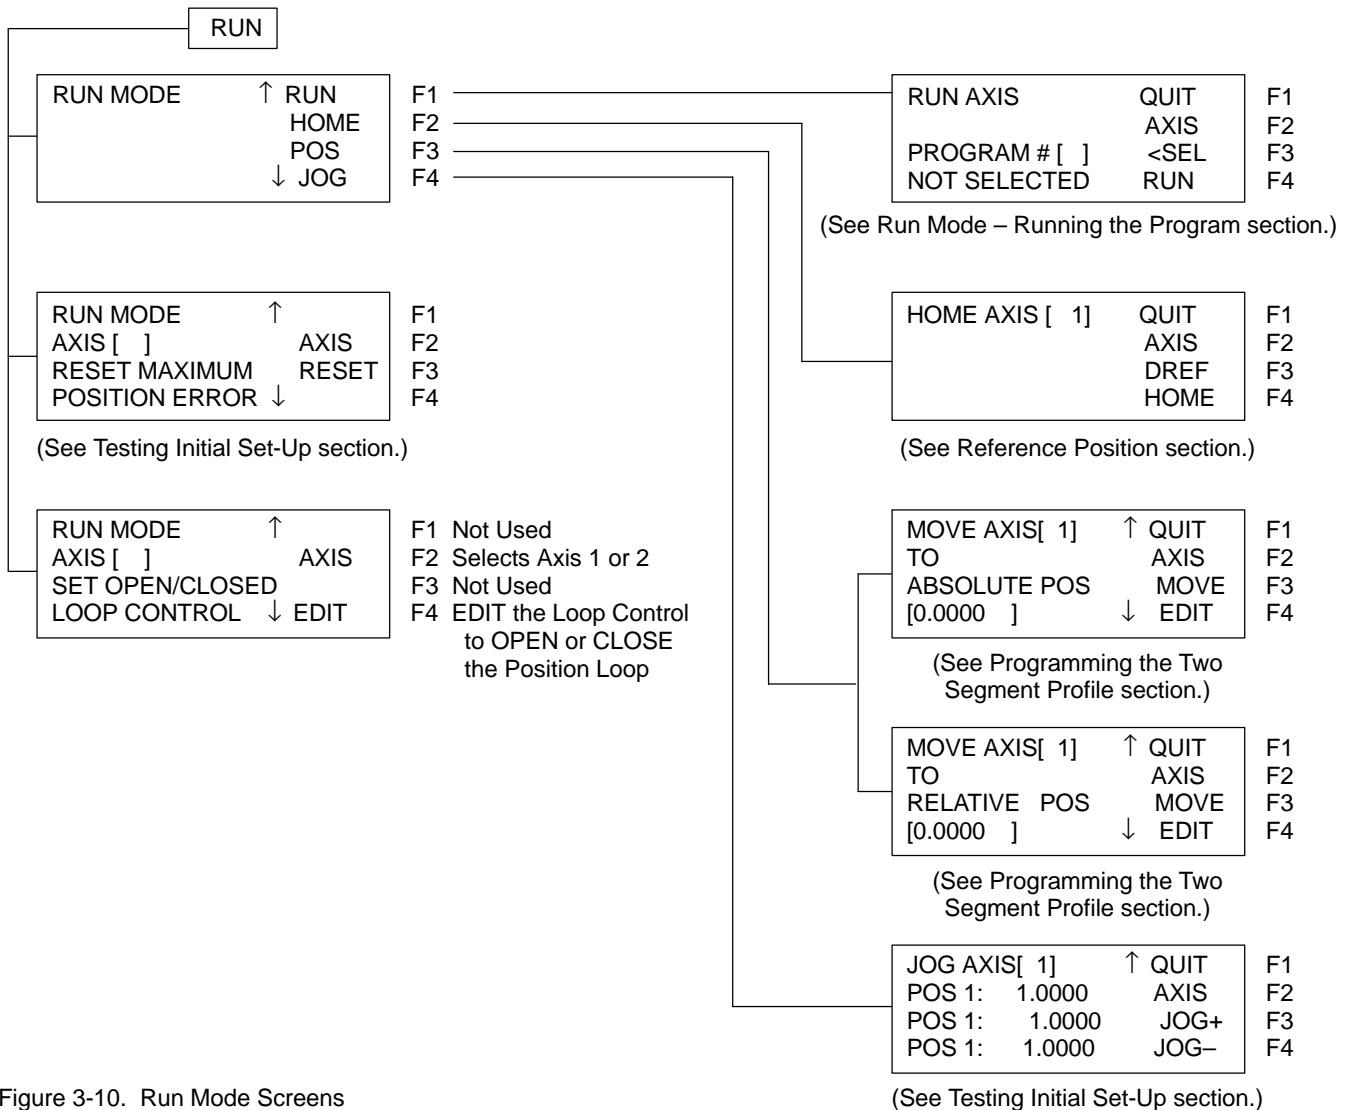 RUN
RUN MODE ↑ RUN F1
HOME F2
POS F3
↓ JOG F4
RUN AXIS QUIT F1
AXIS F2
PROGRAM # [ ] <SEL F3
NOT SELECTED RUN F4
(See Run Mode – Running the Program section.)
RUN MODE ↑ F1
AXIS [ ] AXIS F2
RESET MAXIMUM RESET F3
POSITION ERROR ↓ F4
(See Testing Initial Set-Up section.)
HOME AXIS [ 1] QUIT F1
AXIS F2
DREF F3
HOME F4
(See Reference Position section.)
RUN MODE ↑ F1 Not Used
AXIS [ ] AXIS F2 Selects Axis 1 or 2
SET OPEN/CLOSED F3 Not Used
LOOP CONTROL ↓ EDIT F4 EDIT the Loop Control
to OPEN or CLOSE
the Position Loop
MOVE AXIS[ 1] ↑ QUIT F1
TO AXIS F2
ABSOLUTE POS MOVE F3
[0.0000 ] ↓ EDIT F4
(See Programming the Two
Segment Profile section.)
MOVE AXIS[ 1] ↑ QUIT F1
TO AXIS F2
RELATIVE POS MOVE F3
[0.0000 ] ↓ EDIT F4
(See Programming the Two
Segment Profile section.)
JOG AXIS[ 1] ↑ QUIT F1
POS 1: 1.0000 AXIS F2
POS 1: 1.0000 JOG+ F3
POS 1: 1.0000 JOG– F4
(See Testing Initial Set-Up section.)
Figure 3-10. Run Mode Screens